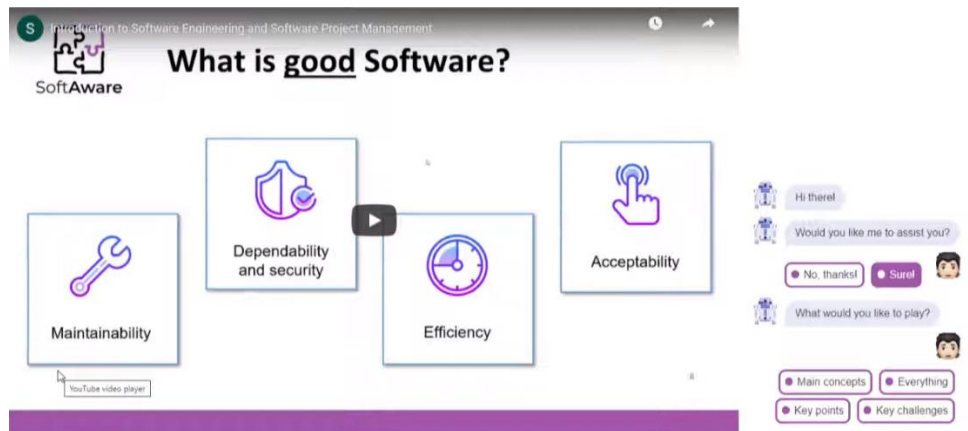 S
Introduction to Software Engineering and Software Project Management
SoftAware
What is good Software?
Maintainability
Dependability
and security
Efficiency
Acceptability
YouTube video player
Hi there!
Would you like me to assist you?
No, thanks!
Sure!
What would you like to play?
Main concepts
Everything
Key points
Key challenges